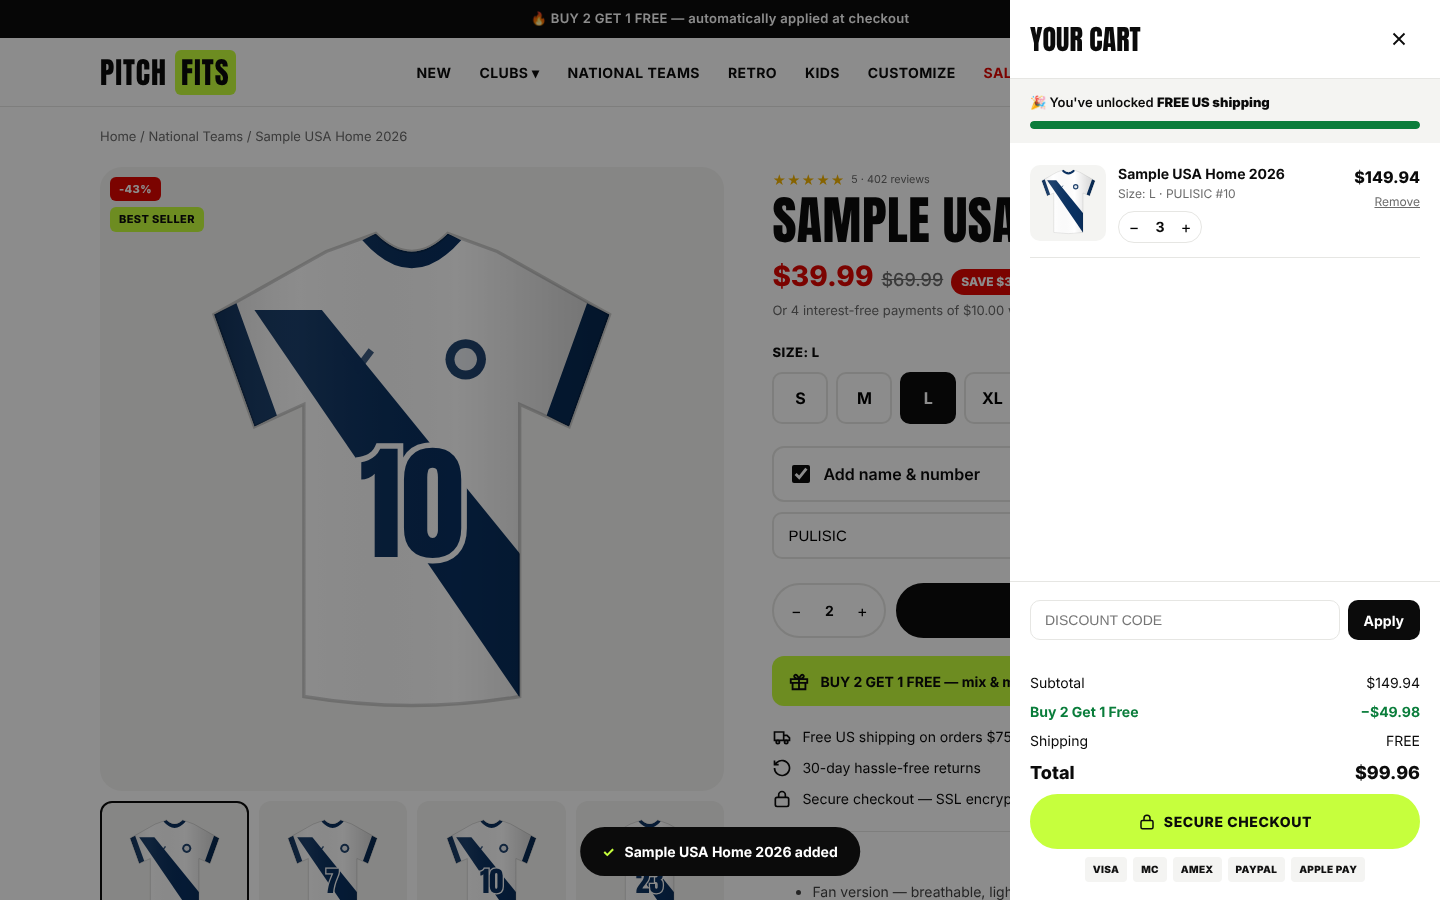 🔥 BUY 2 GET 1 FREE — automatically applied at checkout
PITCH FITS
NEW CLUBS ▾ NATIONAL TEAMS RETRO KIDS CUSTOMIZE
Home / National Teams / Sample USA Home 2026
-43%
BEST SELLER
10
7
10
23
★★★★★ 5 · 402 reviews
SAMPLE USA
$39.99 $69.99 SAVE
Or 4 interest-free payments of $10.00
SIZE: L
S M L XL
Add name & number
PULISIC
− 2 +
BUY 2 GET 1 FREE — mix &
Free US shipping on orders $75
30-day hassle-free returns
Secure checkout — SSL
✓ Sample USA Home 2026 added
Fan version — breathable,
YOUR CART
🎉 You've unlocked FREE US shipping
Sample USA Home 2026
$149.94
Size: L · PULISIC #10
Remove
− 3 +
DISCOUNT CODE
Apply
Subtotal $149.94
Buy 2 Get 1 Free −$49.98
Shipping FREE
Total $99.96
SECURE CHECKOUT
VISA MC AMEX PAYPAL APPLE PAY